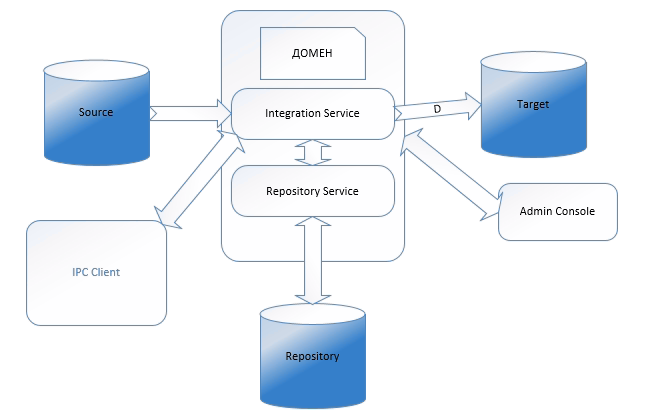 ДОМЕН
Source
Integration Service
D
Target
Repository Service
Admin Console
IPC Client
Repository